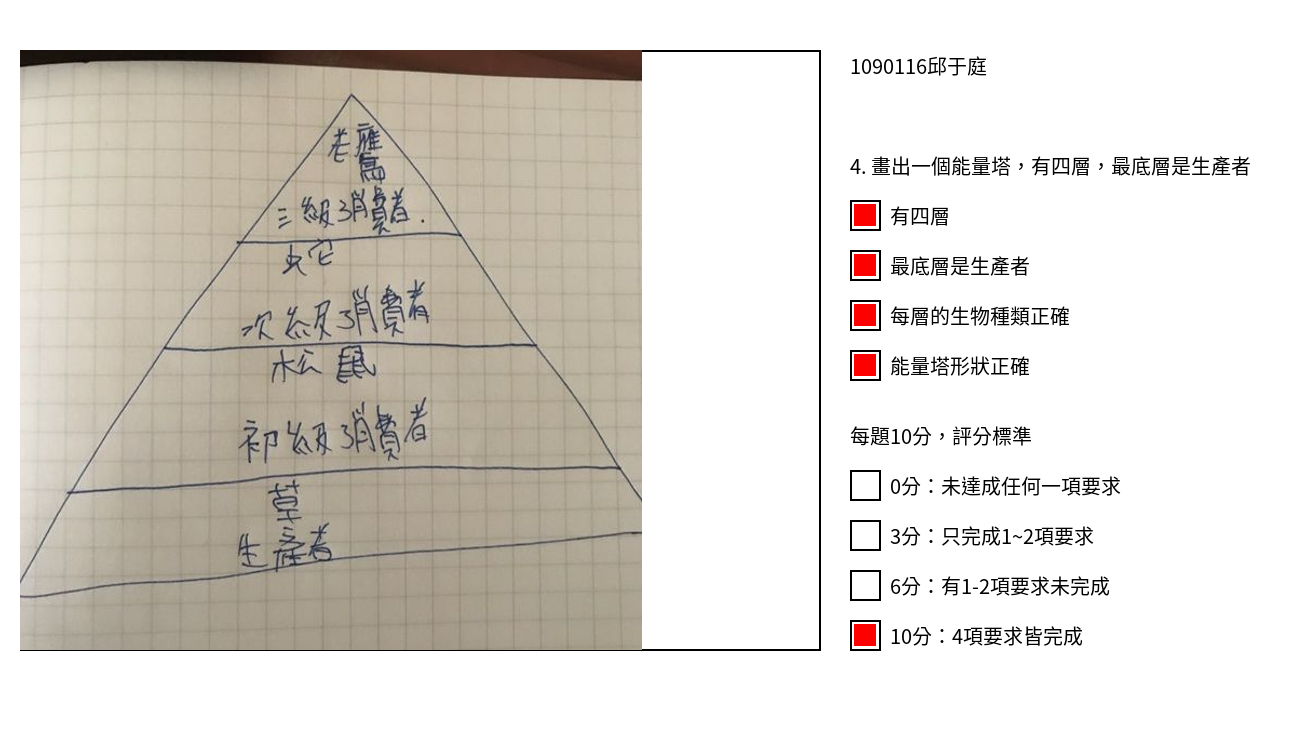 老鷹
三級消費者.
蛇
次級消費者
松鼠
初級消費者
草
生產者
1090116邱于庭
4. 畫出一個能量塔，有四層，最底層是生產者
有四層
最底層是生產者
每層的生物種類正確
能量塔形狀正確
每題10分，評分標準
0分：未達成任何一項要求
3分：只完成1~2項要求
6分：有1-2項要求未完成
10分：4項要求皆完成